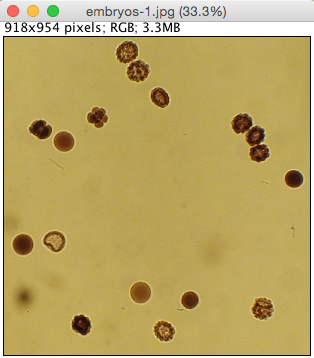 embryos-1.jpg (33.3%)
918x954 pixels; RGB; 3.3MB